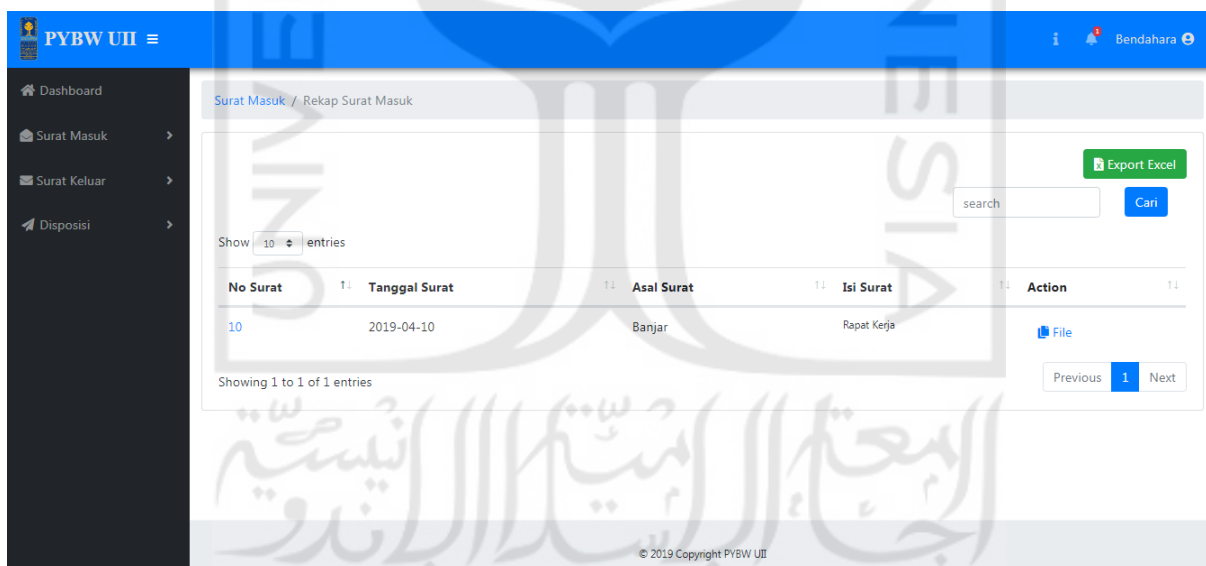 PYBW UII
1
Bendahara
Dashboard
Surat Masuk / Rekap Surat Masuk
Surat Masuk
Surat Keluar
Disposisi
Export Excel
search
Cari
Show 10 entries
No Surat Tanggal Surat Asal Surat Isi Surat Action
10 2019-04-10 Banjar Rapat Kerja File
Showing 1 to 1 of 1 entries
Previous 1 Next
© 2019 Copyright PYBW UII